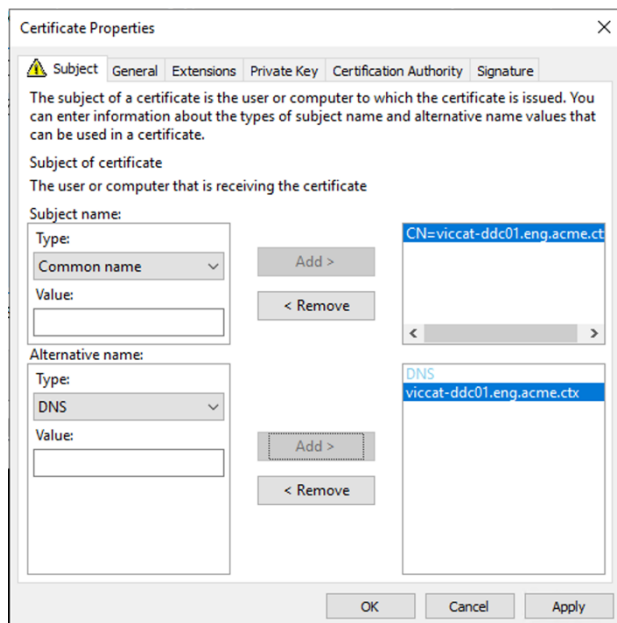 Certificate Properties
Subject General Extensions Private Key Certification Authority Signature
The subject of a certificate is the user or computer to which the certificate is issued. You
can enter information about the types of subject name and alternative name values that
can be used in a certificate.
Subject of certificate
The user or computer that is receiving the certificate
Subject name:
Type:
Common name
Value:
Add >
< Remove
CN=viccat-ddc01.eng.acme.ct
Alternative name:
Type:
DNS
Value:
Add >
< Remove
DNS
viccat-ddc01.eng.acme.ctx
OK Cancel Apply